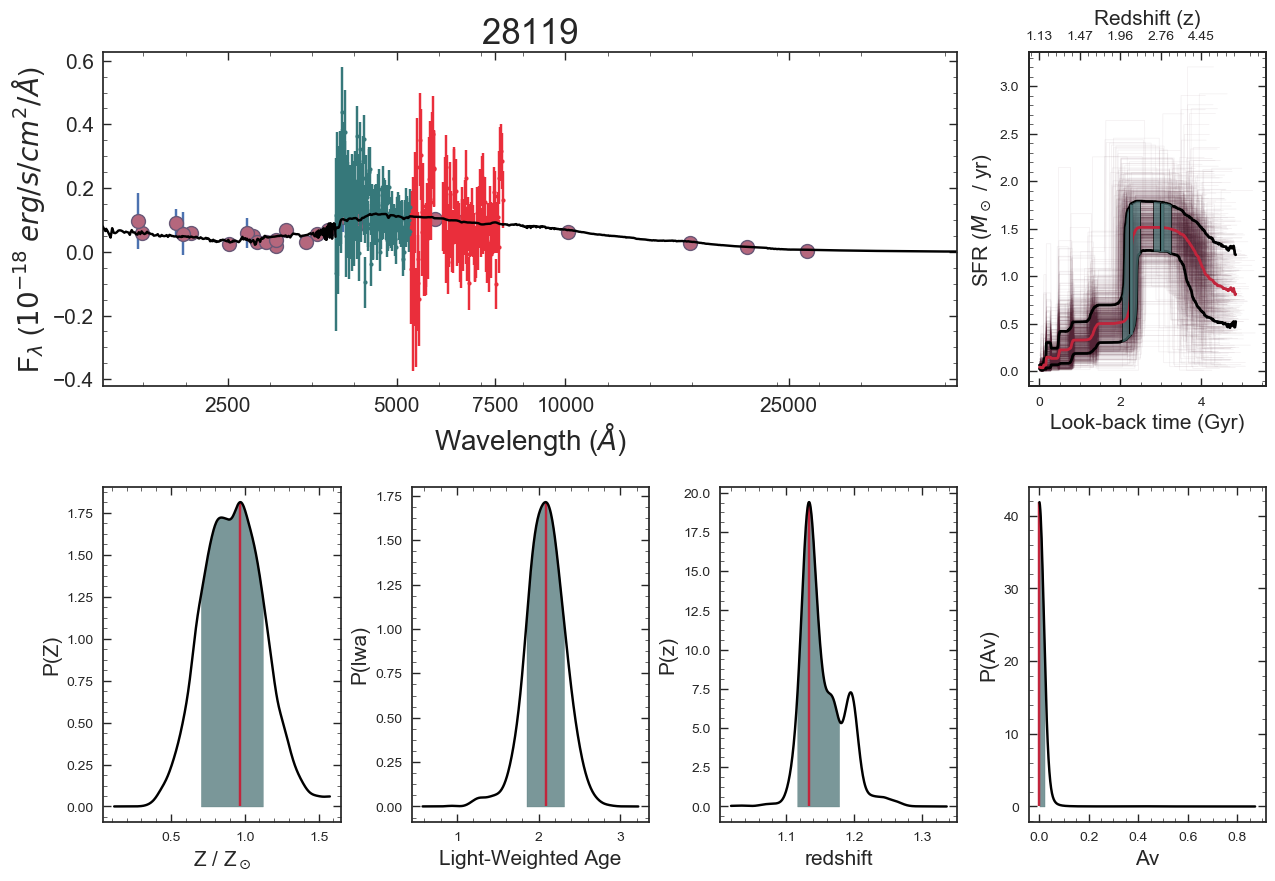 28119
Redshift (z)
1.13 1.47 1.96 2.76 4.45
0.6
0.4
0.2
0.0
−0.2
−0.4
F_λ (10^{-18} erg/s/cm^2/Å)
2500 5000 7500 10000 25000
Wavelength (Å)
3.0
2.5
2.0
1.5
1.0
0.5
0.0
SFR (M_⊙ / yr)
0 2 4
Look-back time (Gyr)
1.75
1.50
1.25
1.00
0.75
0.50
0.25
0.00
P(Z)
0.5 1.0 1.5
Z / Z_⊙
1.75
1.50
1.25
1.00
0.75
0.50
0.25
0.00
P(lwa)
1 2 3
Light-Weighted Age
20.0
17.5
15.0
12.5
10.0
7.5
5.0
2.5
0.0
P(z)
1.1 1.2 1.3
redshift
40
30
20
10
0
P(Av)
0.0 0.2 0.4 0.6 0.8
Av